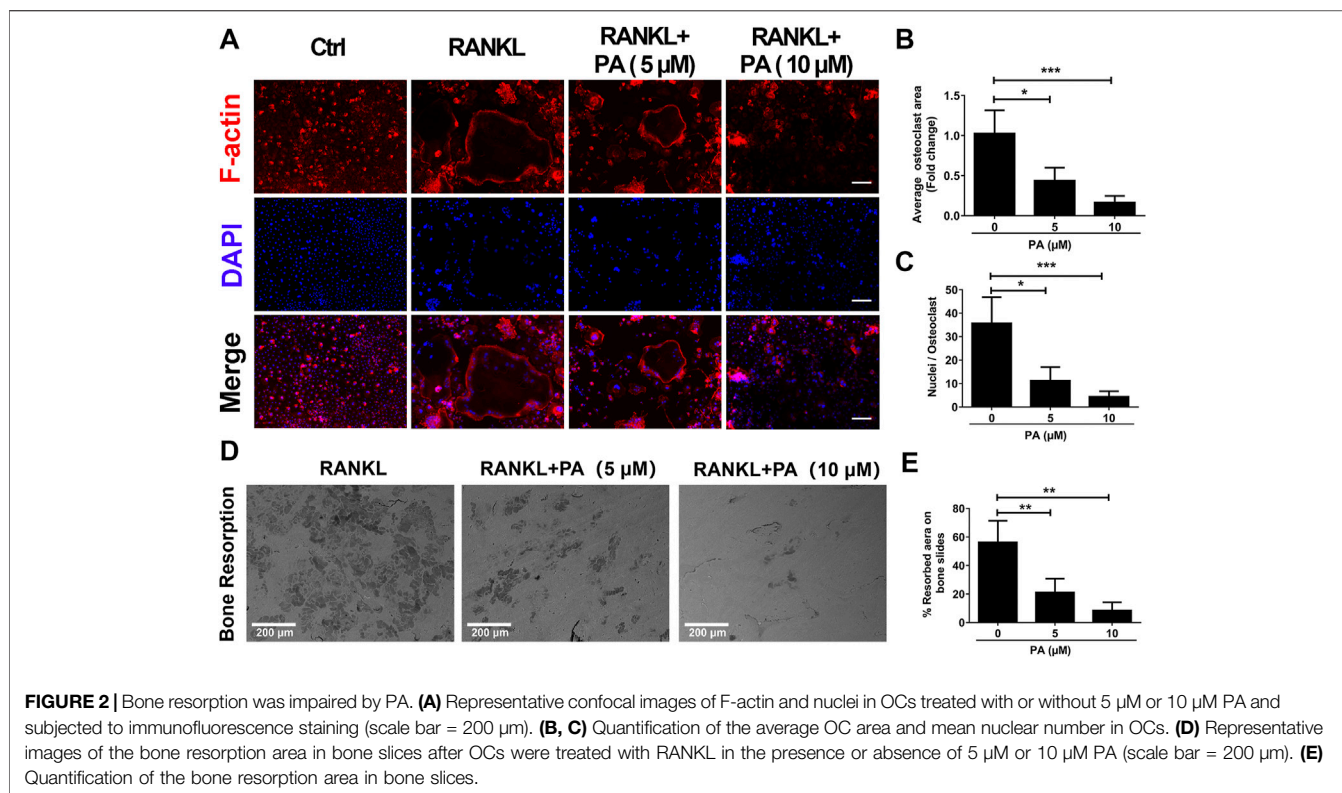 A
Ctrl
RANKL
RANKL+
PA ( 5 µM)
RANKL+
PA ( 10 µM)
F-actin
DAPI
Merge
B
Average osteoclast area
(Fold change)
1.5
1.0
0.5
0.0
***
*
0 5 10
PA (µM)
C
Nuclei / Osteoclast
50
40
30
20
10
0
***
*
0 5 10
PA (µM)
D
RANKL
RANKL+PA (5 µM)
RANKL+PA (10 µM)
Bone Resorption
200 µm
200 µm
200 µm
E
% Resorbed aera on
bone slides
80
60
40
20
0
**
**
0 5 10
PA (µM)
FIGURE 2 | Bone resorption was impaired by PA. (A) Representative confocal images of F-actin and nuclei in OCs treated with or without 5 µM or 10 µM PA and
subjected to immunofluorescence staining (scale bar = 200 µm). (B, C) Quantification of the average OC area and mean nuclear number in OCs. (D) Representative
images of the bone resorption area in bone slices after OCs were treated with RANKL in the presence or absence of 5 µM or 10 µM PA (scale bar = 200 µm). (E)
Quantification of the bone resorption area in bone slices.